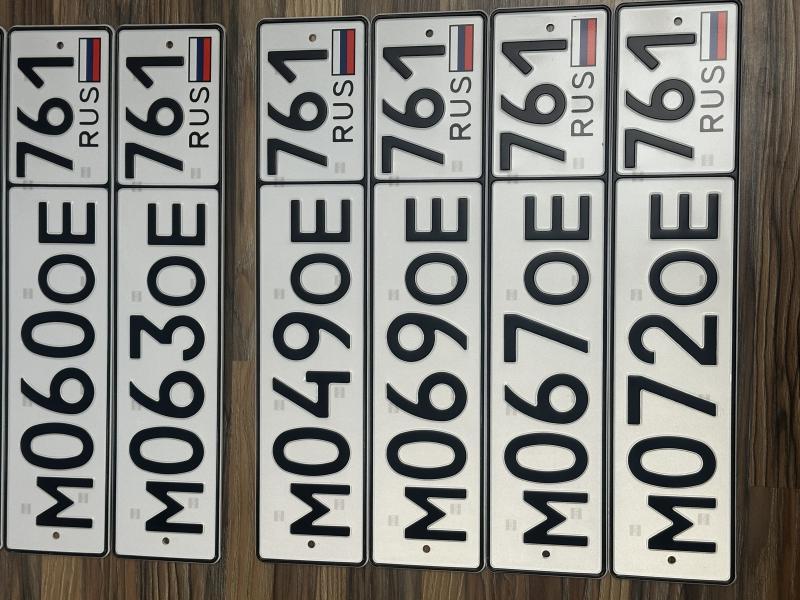 М060ОЕ 761 RUS
М063ОЕ 761 RUS
М049ОЕ 761 RUS
М069ОЕ 761 RUS
М067ОЕ 761 RUS
М072ОЕ 761 RUS